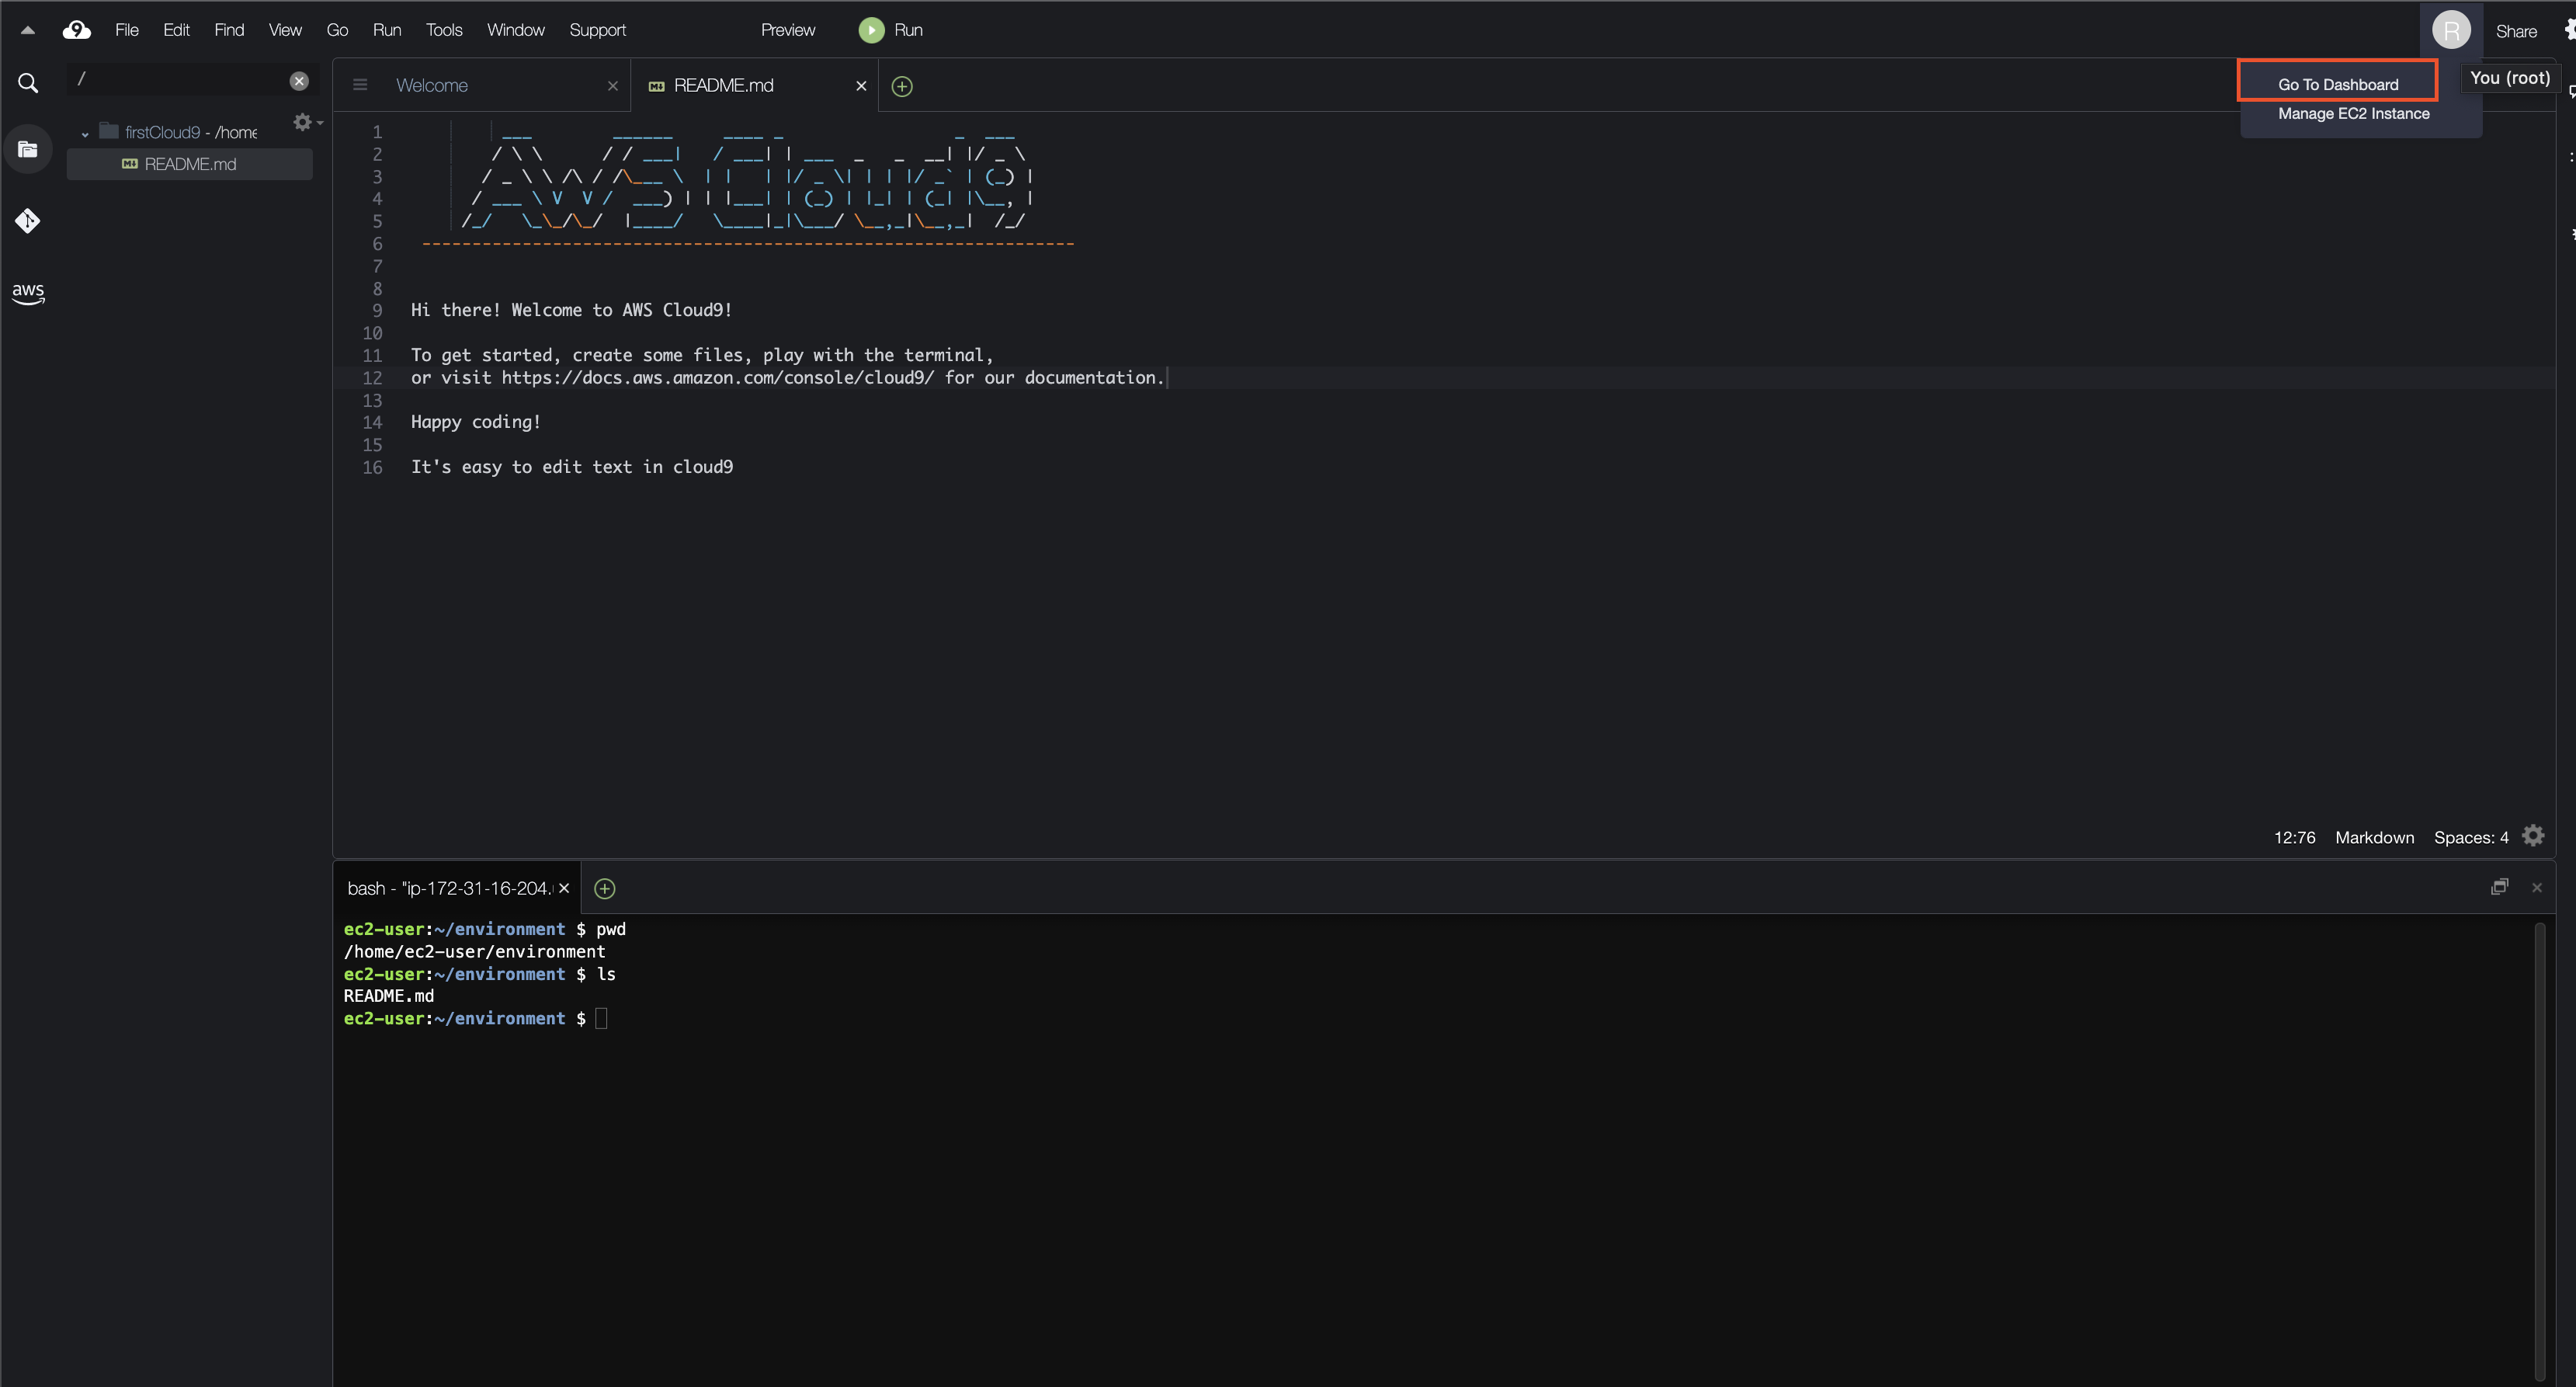 9 File Edit Find View Go Run Tools Window Support Preview Run R Share
/
Welcome README.md
Go To Dashboard You (root)
Manage EC2 Instance
firstCloud9 - /home
README.md
aws
1
2
3
4
5
AWS Cloud9
6 -----------------------------------------------------------------
7
8
9 Hi there! Welcome to AWS Cloud9!
10
11 To get started, create some files, play with the terminal,
12 or visit https://docs.aws.amazon.com/console/cloud9/ for our documentation.
13
14 Happy coding!
15
16 It's easy to edit text in cloud9
12:76 Markdown Spaces: 4
bash - "ip-172-31-16-204.
ec2-user:~/environment $ pwd
/home/ec2-user/environment
ec2-user:~/environment $ ls
README.md
ec2-user:~/environment $